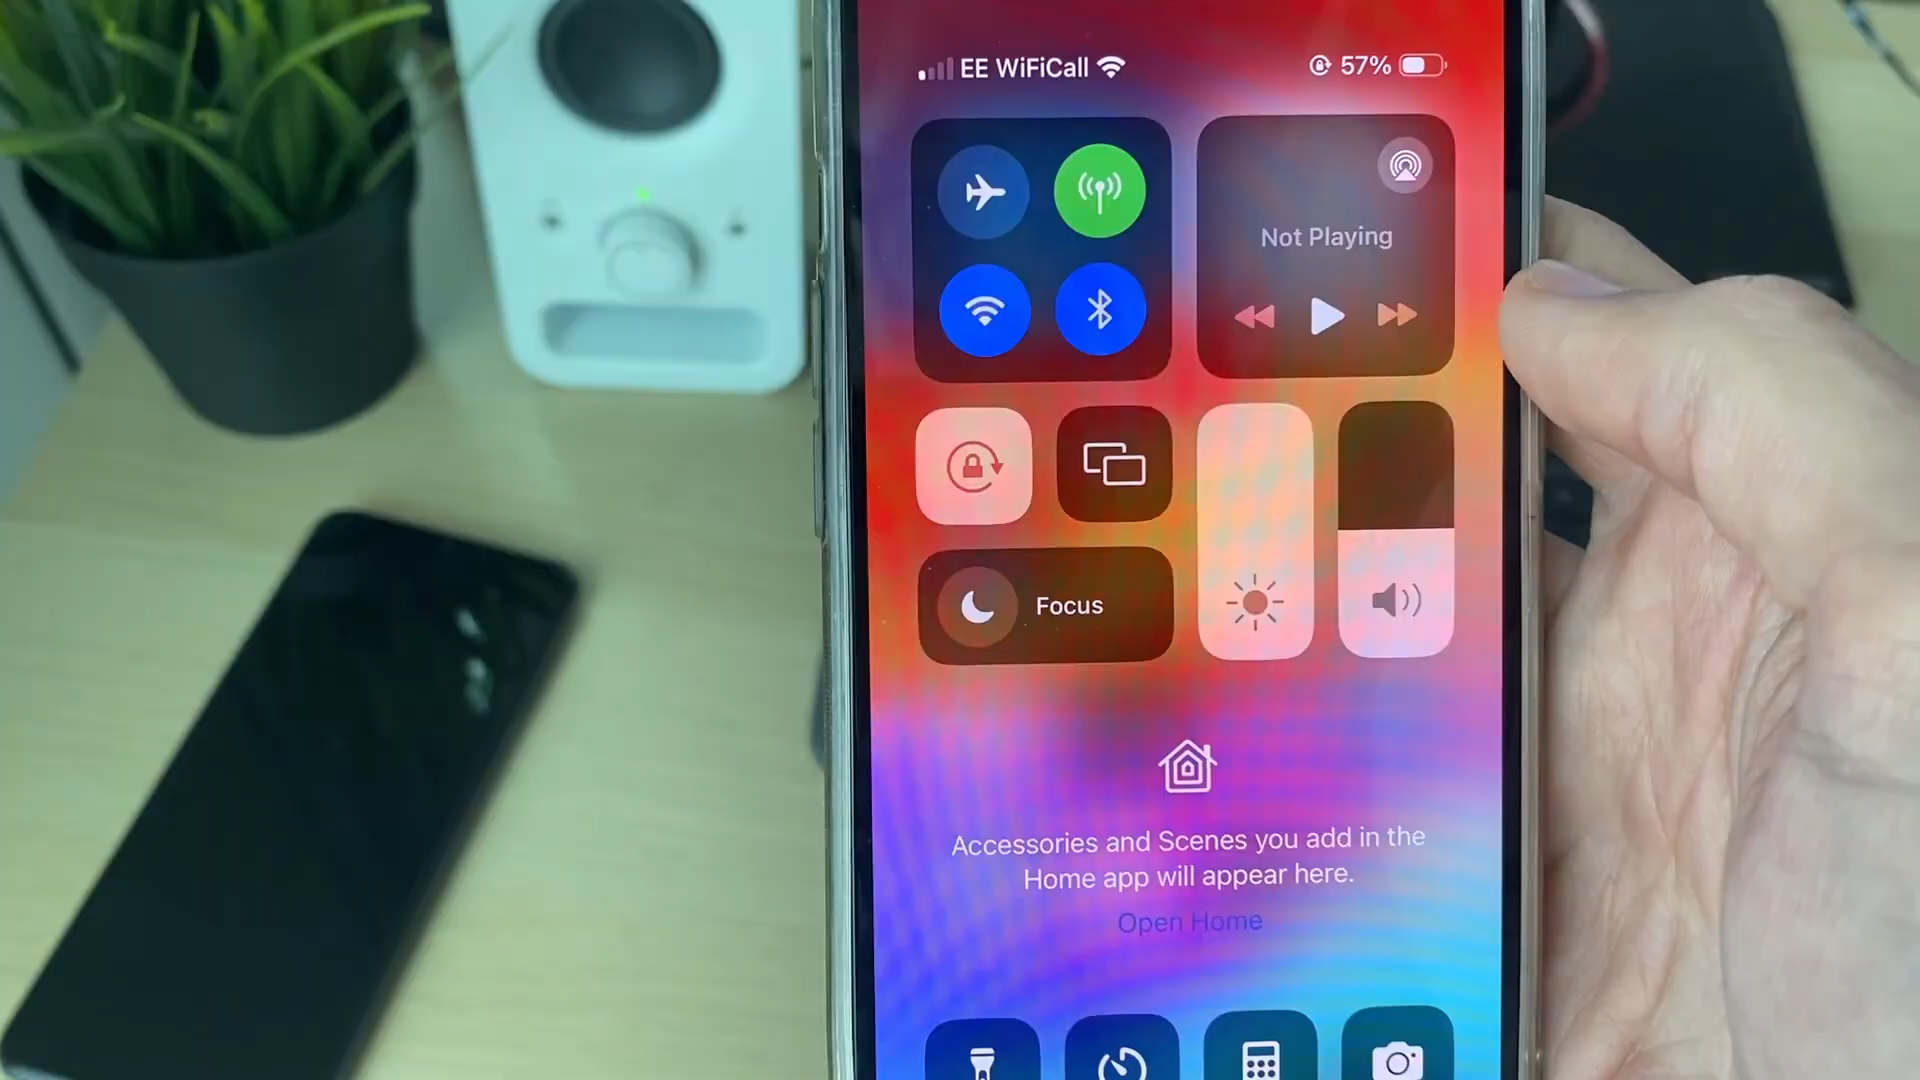 EE WiFiCall 57%
Not Playing
Focus
Accessories and Scenes you add in the
Home app will appear here.
Open Home